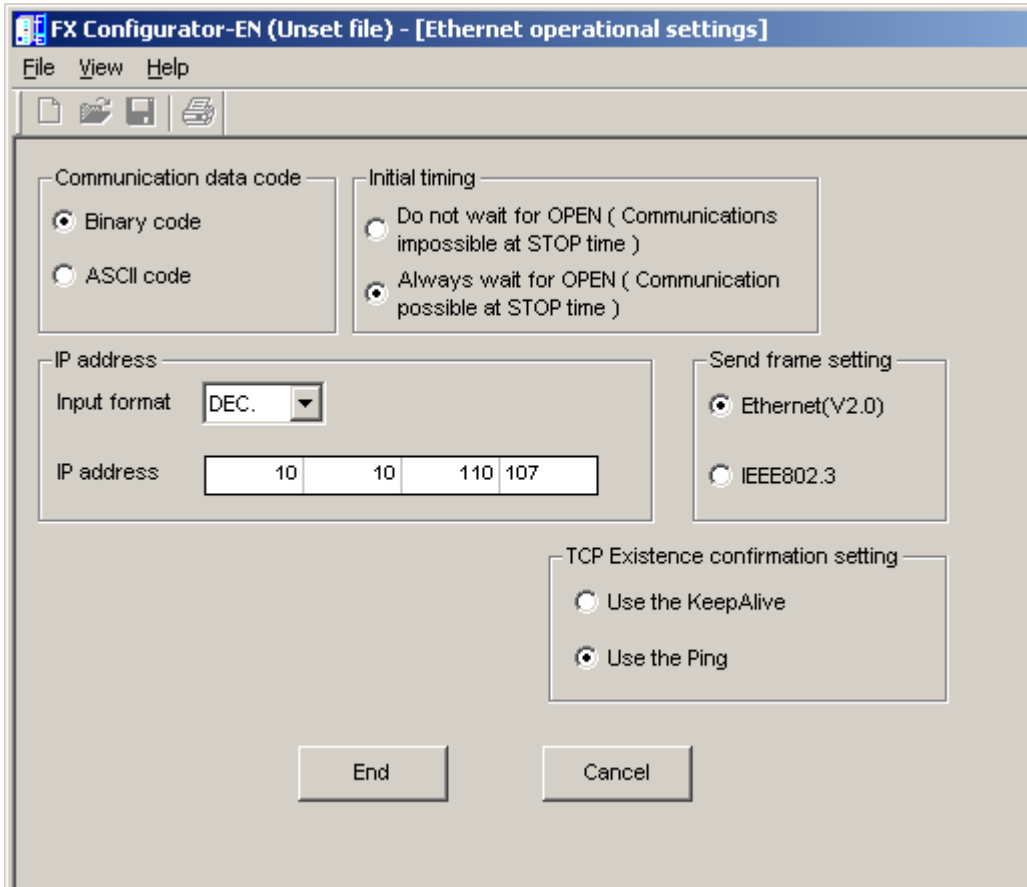 FX Configurator-EN (Unset file) - [Ethernet operational settings]
File View Help
Communication data code
Binary code
ASCII code
Initial timing
Do not wait for OPEN ( Communications
impossible at STOP time )
Always wait for OPEN ( Communication
possible at STOP time )
IP address
Input format DEC.
IP address 10 10 110 107
Send frame setting
Ethernet(V2.0)
IEEE802.3
TCP Existence confirmation setting
Use the KeepAlive
Use the Ping
End Cancel